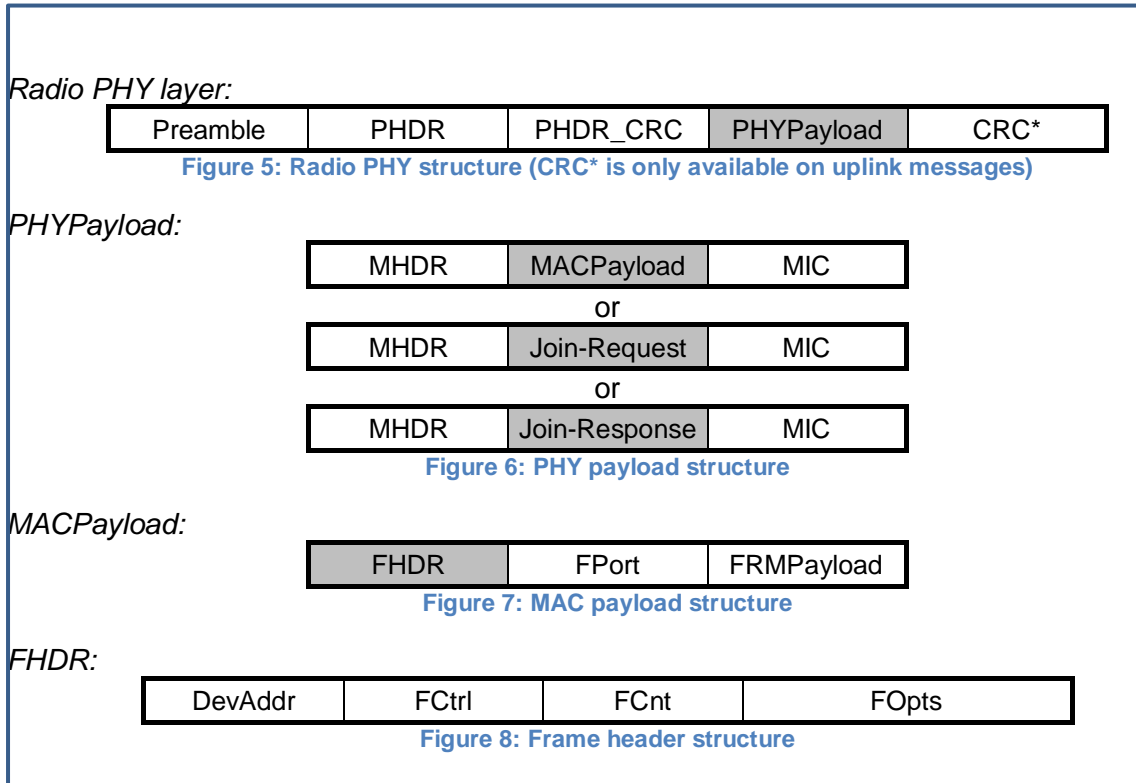 Radio PHY layer:
Preamble PHDR PHDR_CRC PHYPayload CRC*
Figure 5: Radio PHY structure (CRC* is only available on uplink messages)
PHYPayload:
MHDR MACPayload MIC
or
MHDR Join-Request MIC
or
MHDR Join-Response MIC
Figure 6: PHY payload structure
MACPayload:
FHDR FPort FRMPayload
Figure 7: MAC payload structure
FHDR:
DevAddr FCtrl FCnt FOpts
Figure 8: Frame header structure